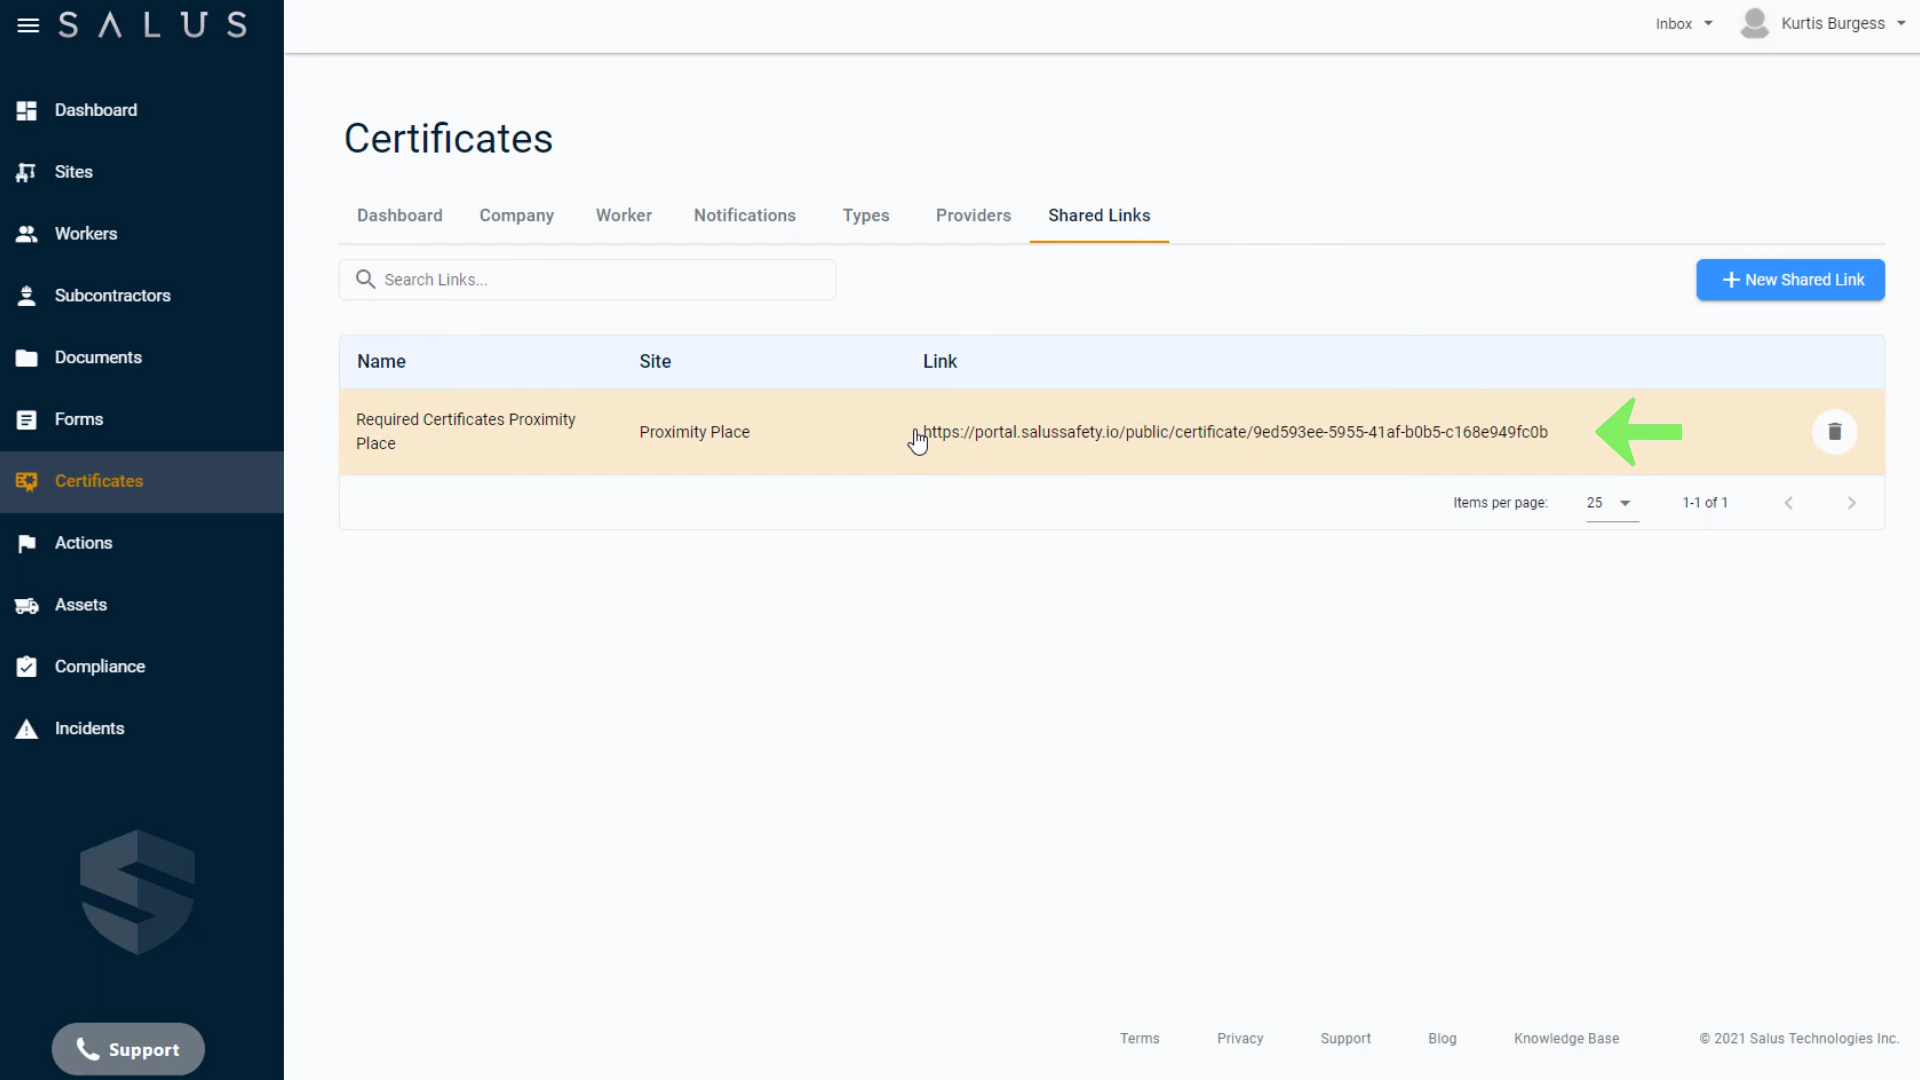 SALUS
Inbox
Kurtis Burgess
Dashboard
Sites
Workers
Subcontractors
Documents
Forms
Certificates
Actions
Assets
Compliance
Incidents
Support
Certificates
Dashboard Company Worker Notifications Types Providers Shared Links
Search Links...
New Shared Link
Name Site Link
Required Certificates Proximity
Place
Proximity Place
https://portal.salussafety.io/public/certificate/9ed593ee-5955-41af-b0b5-c168e949fc0b
Items per page: 25 1-1 of 1
Terms Privacy Support Blog Knowledge Base © 2021 Salus Technologies Inc.